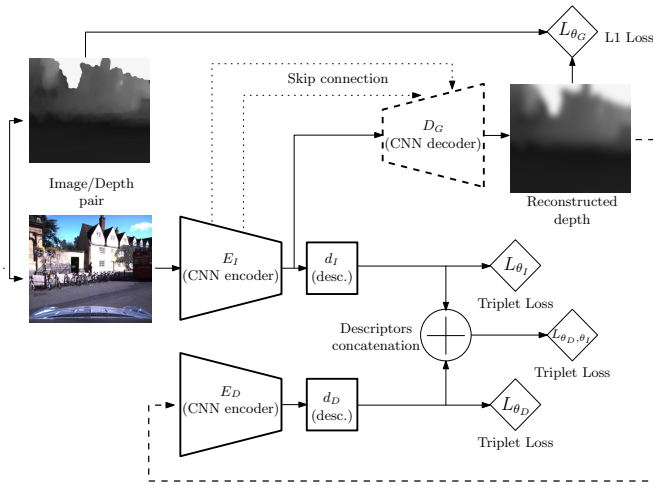 L_{θ_G}
L1 Loss
Skip connection
D_G
(CNN decoder)
Image/Depth
pair
Reconstructed
depth
E_I
(CNN encoder)
d_I
(desc.)
L_{θ_I}
Triplet Loss
Descriptors
concatenation
L_{θ_D,θ_I}
Triplet Loss
E_D
(CNN encoder)
d_D
(desc.)
L_{θ_D}
Triplet Loss